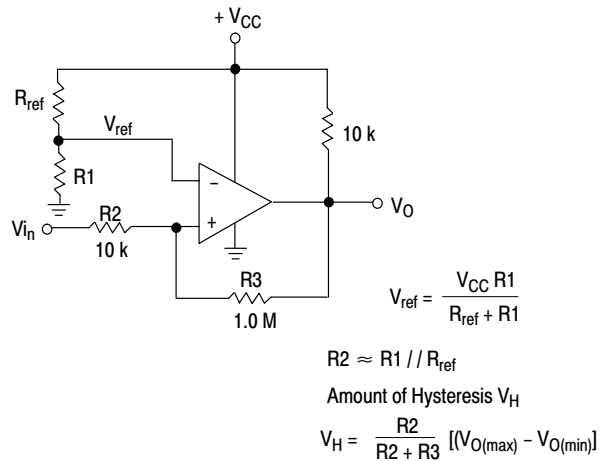 + V_CC
R_ref
V_ref
10 k
R1
–
+
V_O
Vi_n
R2
10 k
R3
1.0 M
V_ref = V_CC R1 / R_ref + R1
R2 ≈ R1 // R_ref
Amount of Hysteresis V_H
V_H = R2 / R2 + R3 [(V_O(max) – V_O(min)]